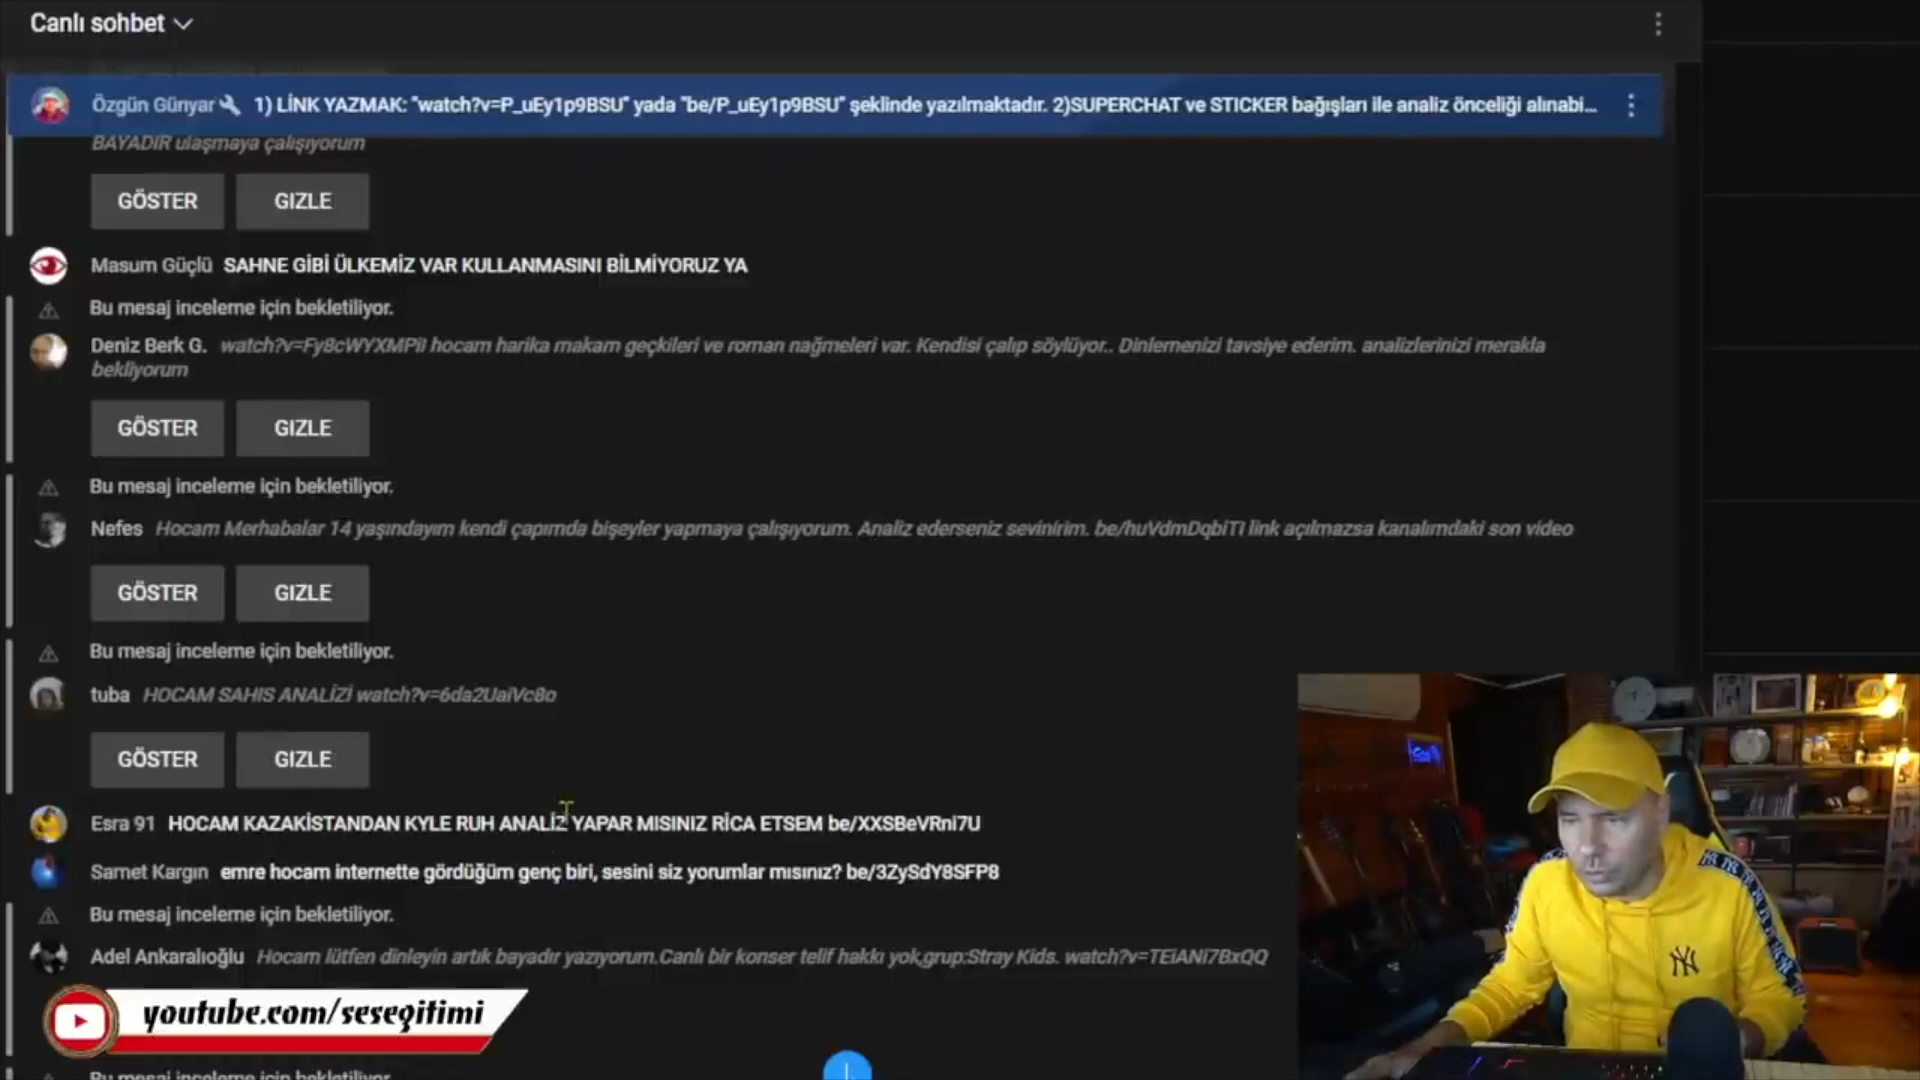 Canlı sohbet
Özgün Günyar 1) LİNK YAZMAK: "watch?v=P_uEy1p9BSU" yada "be/P_uEy1p9BSU" şeklinde yazılmaktadır. 2)SUPERCHAT ve STICKER bağışları ile analiz önceliği alınabi...
BAYADIR ulaşmaya çalışıyorum
GÖSTER GIZLE
Masum Güçlü SAHNE GİBİ ÜLKEMİZ VAR KULLANMASINI BİLMİYORUZ YA
Bu mesaj inceleme için bekletiliyor.
Deniz Berk G. watch?v=Fy8cWYXMPiI hocam harika makam geçkileri ve roman nağmeleri var. Kendisi çalıp söylüyor.. Dinlemenizi tavsiye ederim. analizlerinizi merakla
bekliyorum
GÖSTER GIZLE
Bu mesaj inceleme için bekletiliyor.
Nefes Hocam Merhabalar 14 yaşındayım kendi çapımda bişeyler yapmaya çalışıyorum. Analiz ederseniz sevinirim. be/huVdmDqbiTI link açılmazsa kanalımdaki son video
GÖSTER GIZLE
Bu mesaj inceleme için bekletiliyor.
tuba HOCAM SAHIS ANALİZİ watch?v=6da2UaiVc8o
GÖSTER GIZLE
Esra 91 HOCAM KAZAKİSTANDAN KYLE RUH ANALİZ YAPAR MISINIZ RİCA ETSEM be/XXSBeVRni7U
Samet Kargın emre hocam internette gördüğüm genç biri, sesini siz yorumlar mısınız? be/3ZySdY8SFP8
Bu mesaj inceleme için bekletiliyor.
Adel Ankaralıoğlu Hocam lütfen dinleyin artık bayadır yazıyorum.Canlı bir konser telif hakkı yok,grup:Stray Kids. watch?v=TEiANi7BxQQ
youtube.com/sesegitimi
Bu mesaj inceleme için bekletiliyor.
NY